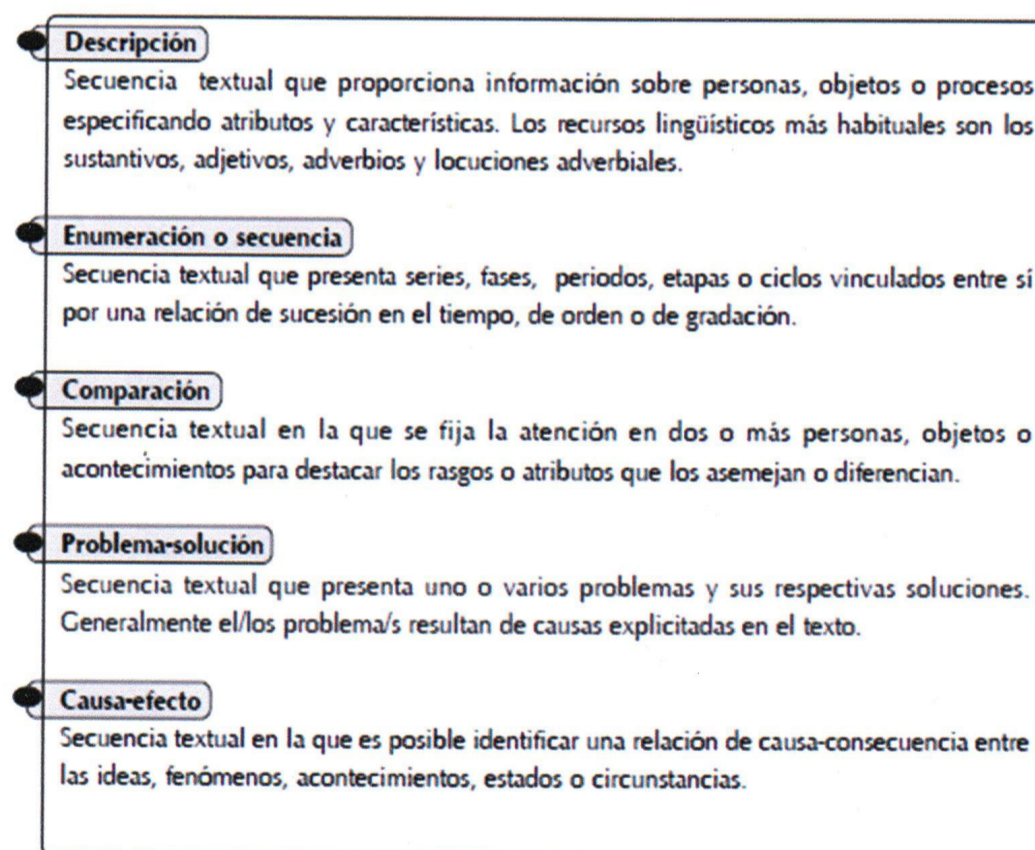 Descripción
Secuencia textual que proporciona información sobre personas, objetos o procesos
especificando atributos y características. Los recursos lingüísticos más habituales son los
sustantivos, adjetivos, adverbios y locuciones adverbiales.
Enumeración o secuencia
Secuencia textual que presenta series, fases, periodos, etapas o ciclos vinculados entre sí
por una relación de sucesión en el tiempo, de orden o de gradación.
Comparación
Secuencia textual en la que se fija la atención en dos o más personas, objetos o
acontecimientos para destacar los rasgos o atributos que los asemejan o diferencian.
Problema-solución
Secuencia textual que presenta uno o varios problemas y sus respectivas soluciones.
Generalmente el/los problema/s resultan de causas explicitadas en el texto.
Causa-efecto
Secuencia textual en la que es posible identificar una relación de causa-consecuencia entre
las ideas, fenómenos, acontecimientos, estados o circunstancias.